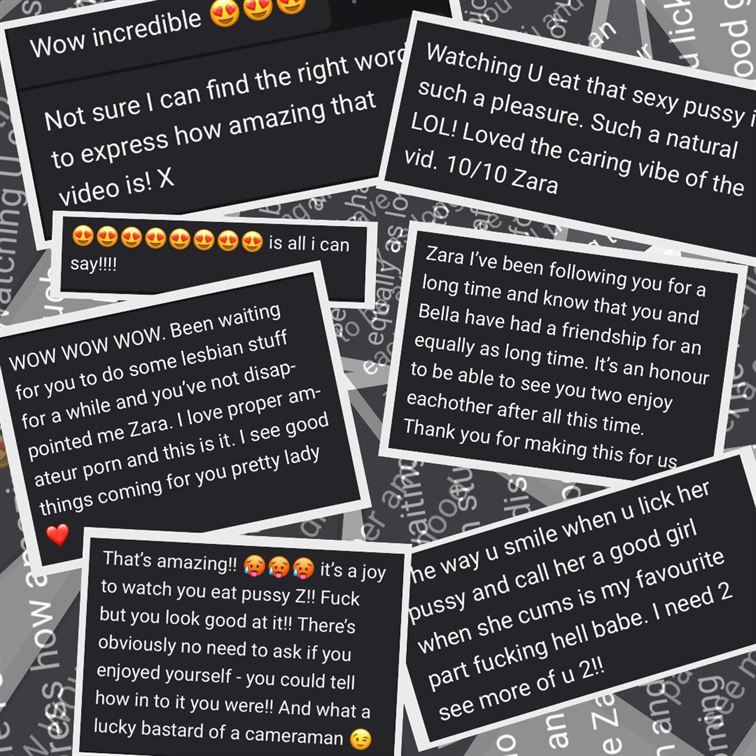 Wow incredible 😍😍😍
Not sure I can find the right word
to express how amazing that
video is! X
Watching U eat that sexy pussy i
such a pleasure. Such a natural
LOL! Loved the caring vibe of the
vid. 10/10 Zara
😍😍😍😍😍😍😍😍 is all i can
say!!!!
Zara I've been following you for a
long time and know that you and
Bella have had a friendship for an
equally as long time. It's an honour
to be able to see you two enjoy
eachother after all this time.
Thank you for making this for us
WOW WOW WOW. Been waiting
for you to do some lesbian stuff
for a while and you've not disap-
pointed me Zara. I love proper am-
ateur porn and this is it. I see good
things coming for you pretty lady
❤️
he way u smile when u lick her
pussy and call her a good girl
when she cums is my favourite
part fucking hell babe. I need 2
see more of u 2!!
That's amazing!! 🥵🥵🥵 it's a joy
to watch you eat pussy Z!! Fuck
but you look good at it!! There's
obviously no need to ask if you
enjoyed yourself - you could tell
how in to it you were!! And what a
lucky bastard of a cameraman 😉